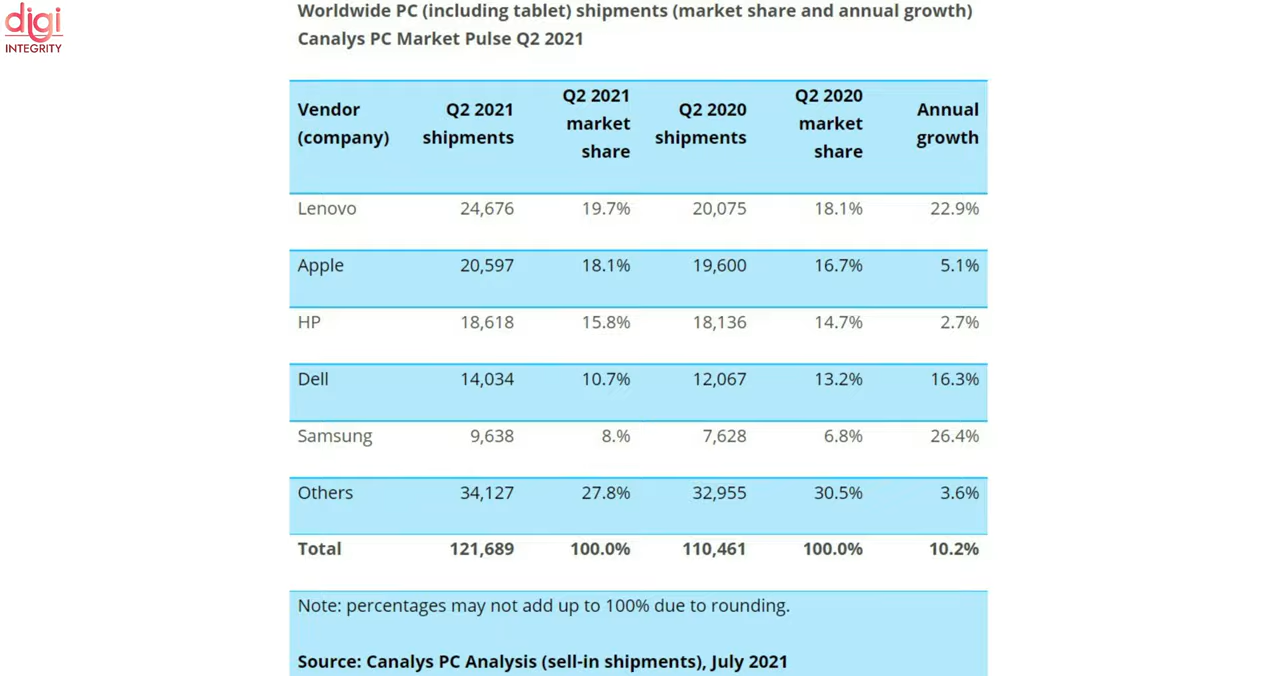 digi
INTEGRITY
Worldwide PC (including tablet) shipments (market share and annual growth)
Canalys PC Market Pulse Q2 2021
Vendor (company) Q2 2021 shipments Q2 2021 market share Q2 2020 shipments Q2 2020 market share Annual growth
Lenovo 24,676 19.7% 20,075 18.1% 22.9%
Apple 20,597 18.1% 19,600 16.7% 5.1%
HP 18,618 15.8% 18,136 14.7% 2.7%
Dell 14,034 10.7% 12,067 13.2% 16.3%
Samsung 9,638 8.% 7,628 6.8% 26.4%
Others 34,127 27.8% 32,955 30.5% 3.6%
Total 121,689 100.0% 110,461 100.0% 10.2%
Note: percentages may not add up to 100% due to rounding.
Source: Canalys PC Analysis (sell-in shipments), July 2021